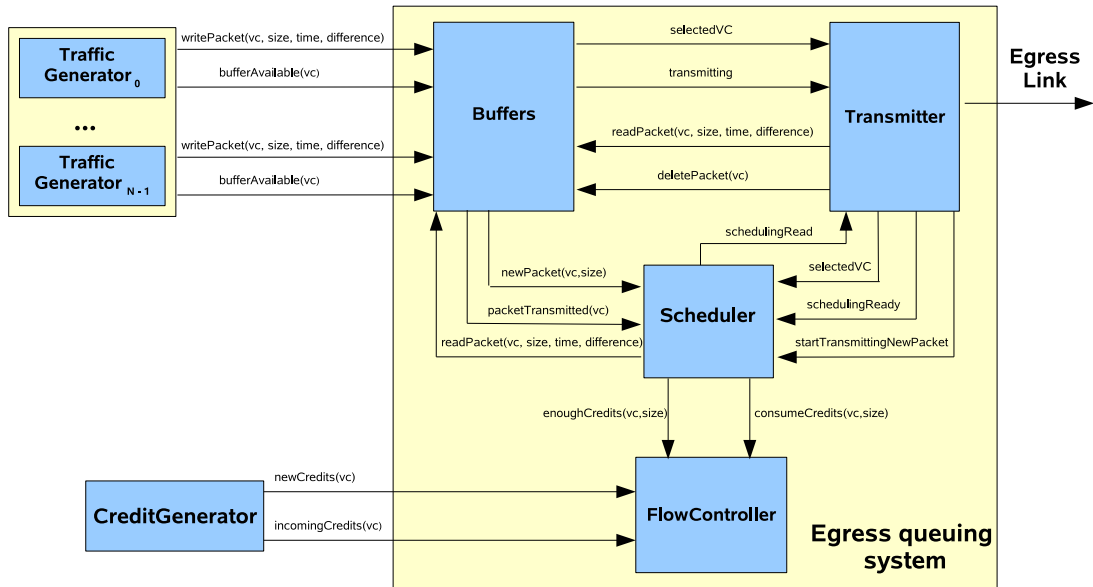 Traffic
Generator 0
...
Traffic
Generator N - 1
writePacket(vc, size, time, difference)
bufferAvailable(vc)
writePacket(vc, size, time, difference)
bufferAvailable(vc)
Buffers
selectedVC
transmitting
readPacket(vc, size, time, difference)
deletePacket(vc)
Transmitter
Egress
Link
schedulingRead
newPacket(vc,size)
packetTransmitted(vc)
readPacket(vc, size, time, difference)
Scheduler
selectedVC
schedulingReady
startTransmittingNewPacket
enoughCredits(vc,size)
consumeCredits(vc,size)
CreditGenerator
newCredits(vc)
incomingCredits(vc)
FlowController
Egress queuing
system